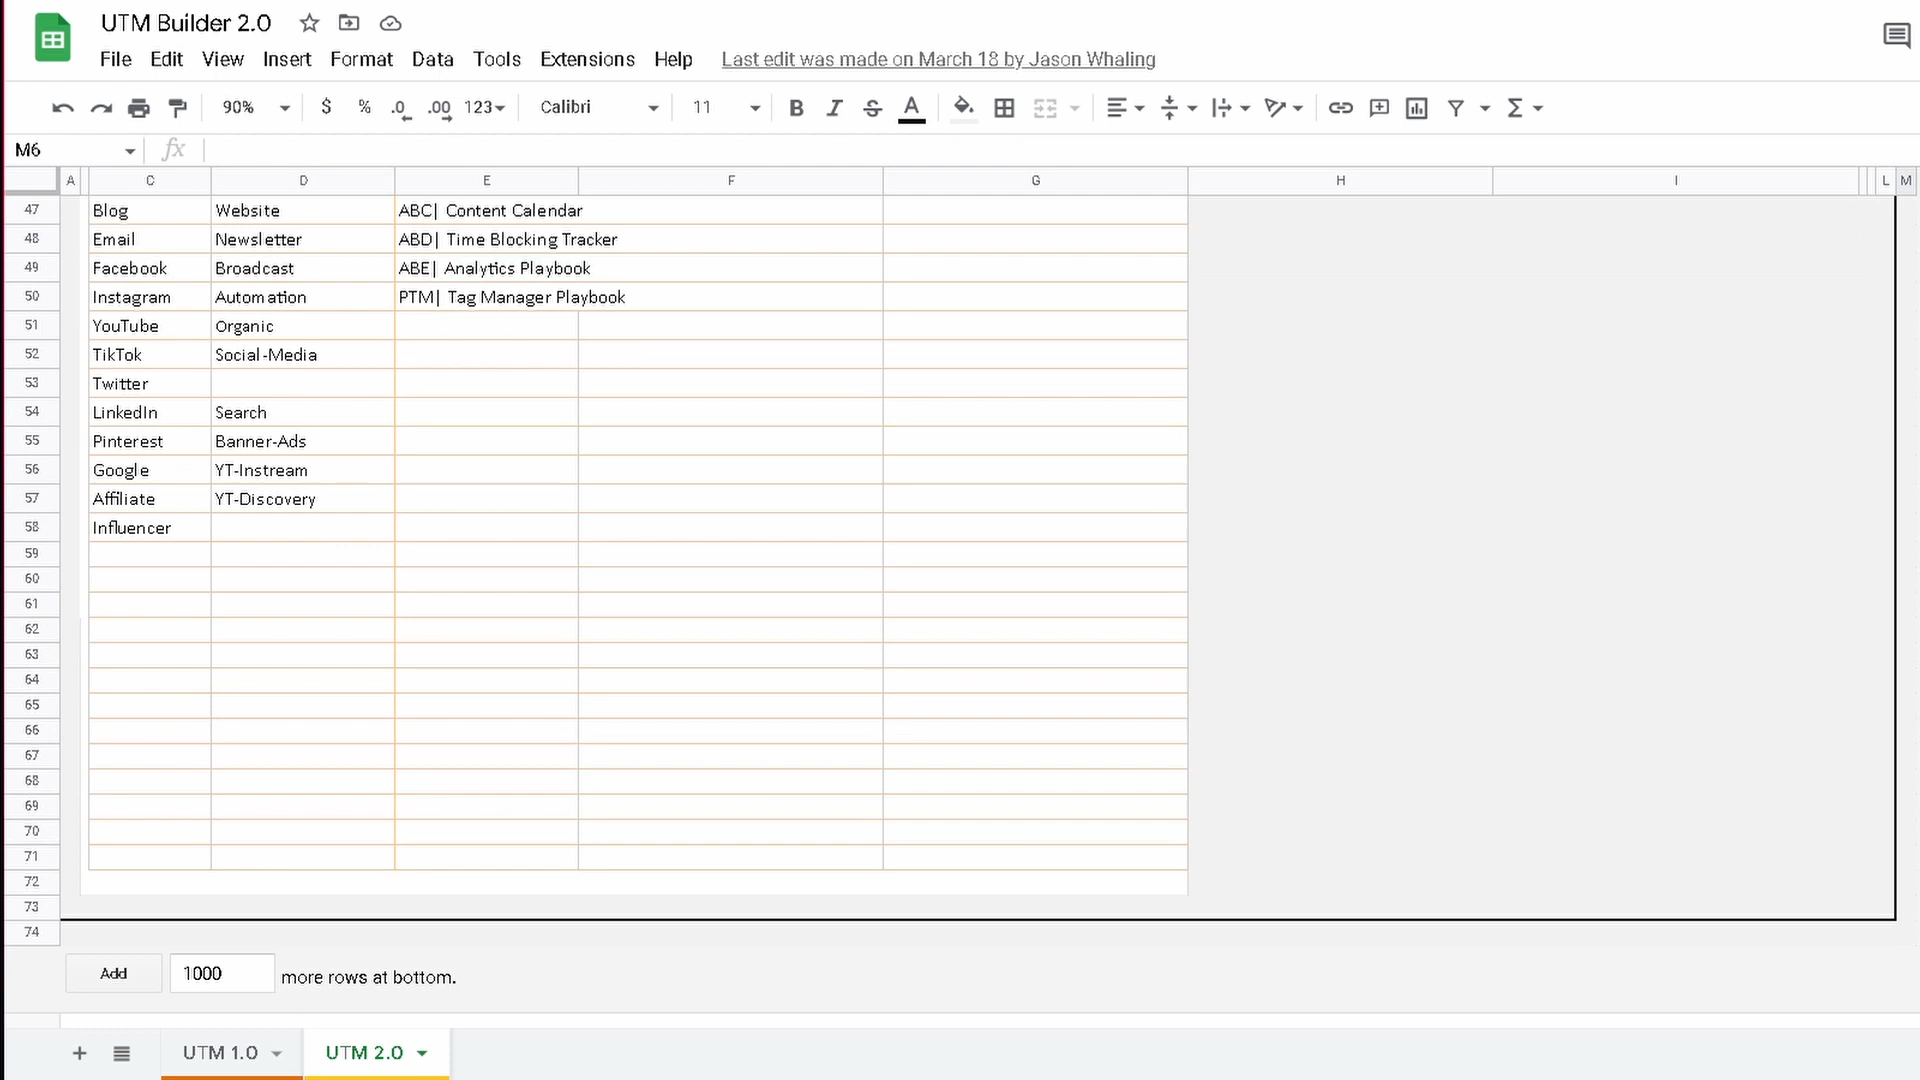 UTM Builder 2.0
File Edit View Insert Format Data Tools Extensions Help Last edit was made on March 18 by Jason Whaling
90% $ % .0 .00 123 Calibri 11 B I S A
M6 fx
A C D E F G H I L M
47 Blog Website ABC| Content Calendar
48 Email Newsletter ABD| Time Blocking Tracker
49 Facebook Broadcast ABE| Analytics Playbook
50 Instagram Automation PTM| Tag Manager Playbook
51 YouTube Organic
52 TikTok Social-Media
53 Twitter
54 LinkedIn Search
55 Pinterest Banner-Ads
56 Google YT-Instream
57 Affiliate YT-Discovery
58 Influencer
59
60
61
62
63
64
65
66
67
68
69
70
71
72
73
74
Add 1000 more rows at bottom.
UTM 1.0 UTM 2.0